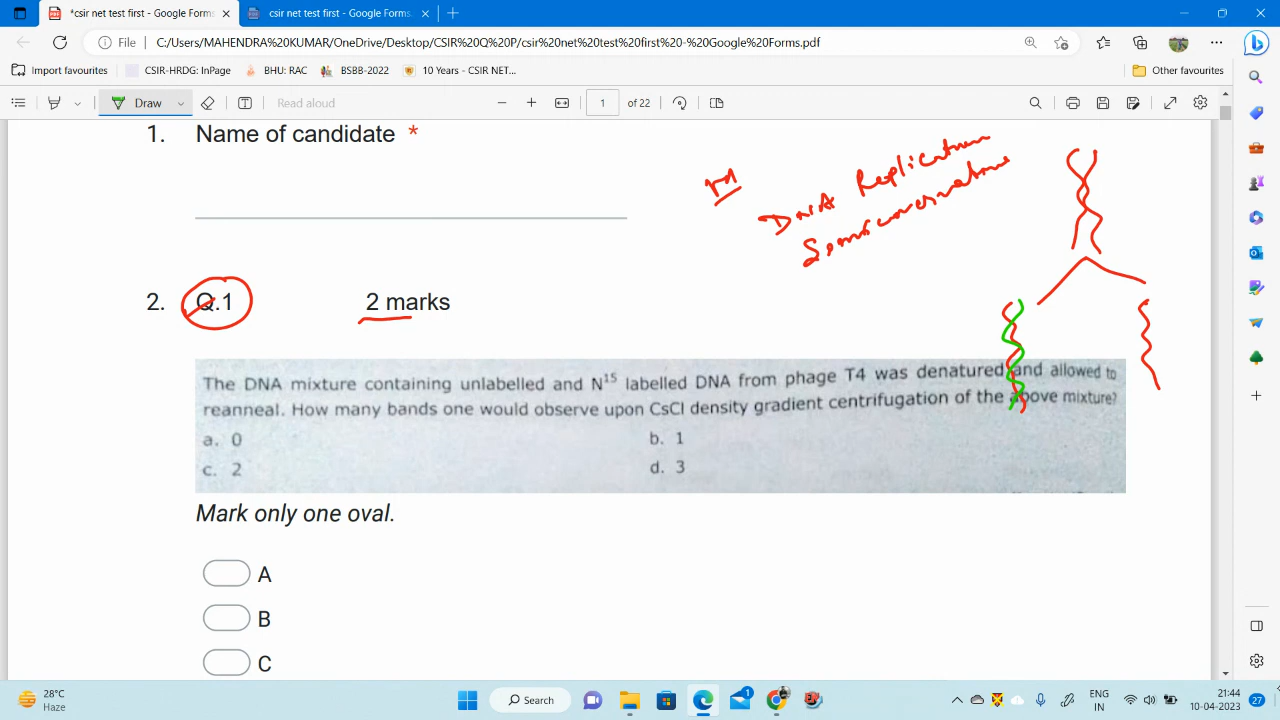 *csir net test first - Google Forms
csir net test first - Google Forms.
File C:/Users/MAHENDRA%20KUMAR/OneDrive/Desktop/CSIR%20Q%20P/csir%20net%20test%20first%20-%20Google%20Forms.pdf
Import favourites CSIR-HRDG: InPage BHU: RAC BSBB-2022 10 Years - CSIR NET... Other favourites
Draw Read aloud 1 of 22
1. Name of candidate *
DNA Replication
Semiconservative
2. Q.1 2 marks
The DNA mixture containing unlabelled and N15 labelled DNA from phage T4 was denatured and allowed to
reanneal. How many bands one would observe upon CsCl density gradient centrifugation of the above mixture?
a. 0 b. 1
c. 2 d. 3
Mark only one oval.
A
B
C
28°C
Haze
Search
1
ENG
IN
21:44
10-04-2023
27